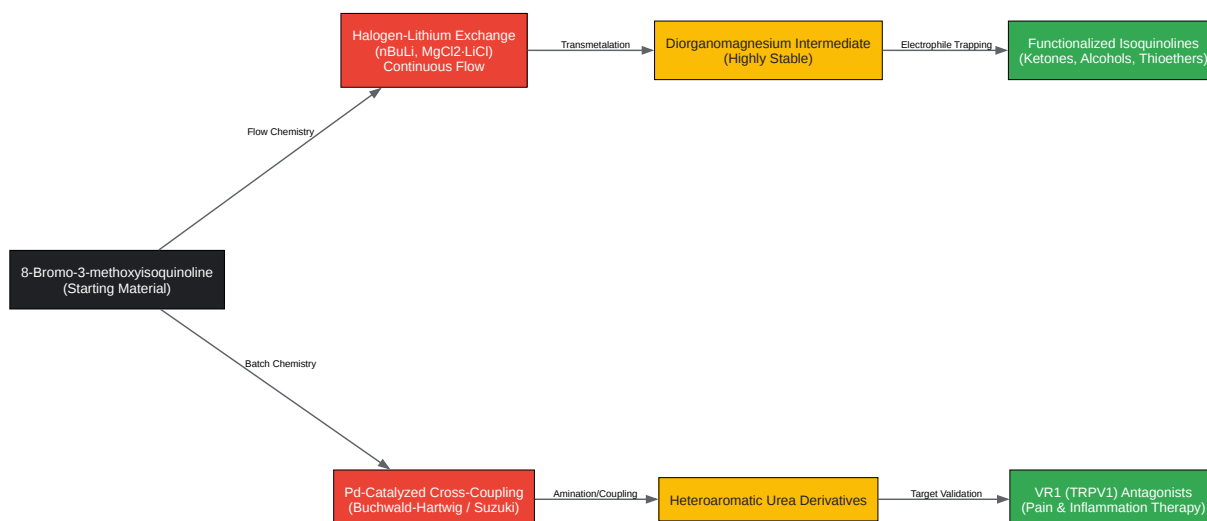 Halogen-Lithium Exchange
(nBuLi, MgCl2·LiCl)
Continuous Flow
Transmetalation
Diorganomagnesium Intermediate
(Highly Stable)
Electrophile Trapping
Functionalized Isoquinolines
(Ketones, Alcohols, Thioethers)
Flow Chemistry
8-Bromo-3-methoxyisoquinoline
(Starting Material)
Batch Chemistry
Pd-Catalyzed Cross-Coupling
(Buchwald-Hartwig / Suzuki)
Amination/Coupling
Heteroaromatic Urea Derivatives
Target Validation
VR1 (TRPV1) Antagonists
(Pain & Inflammation Therapy)